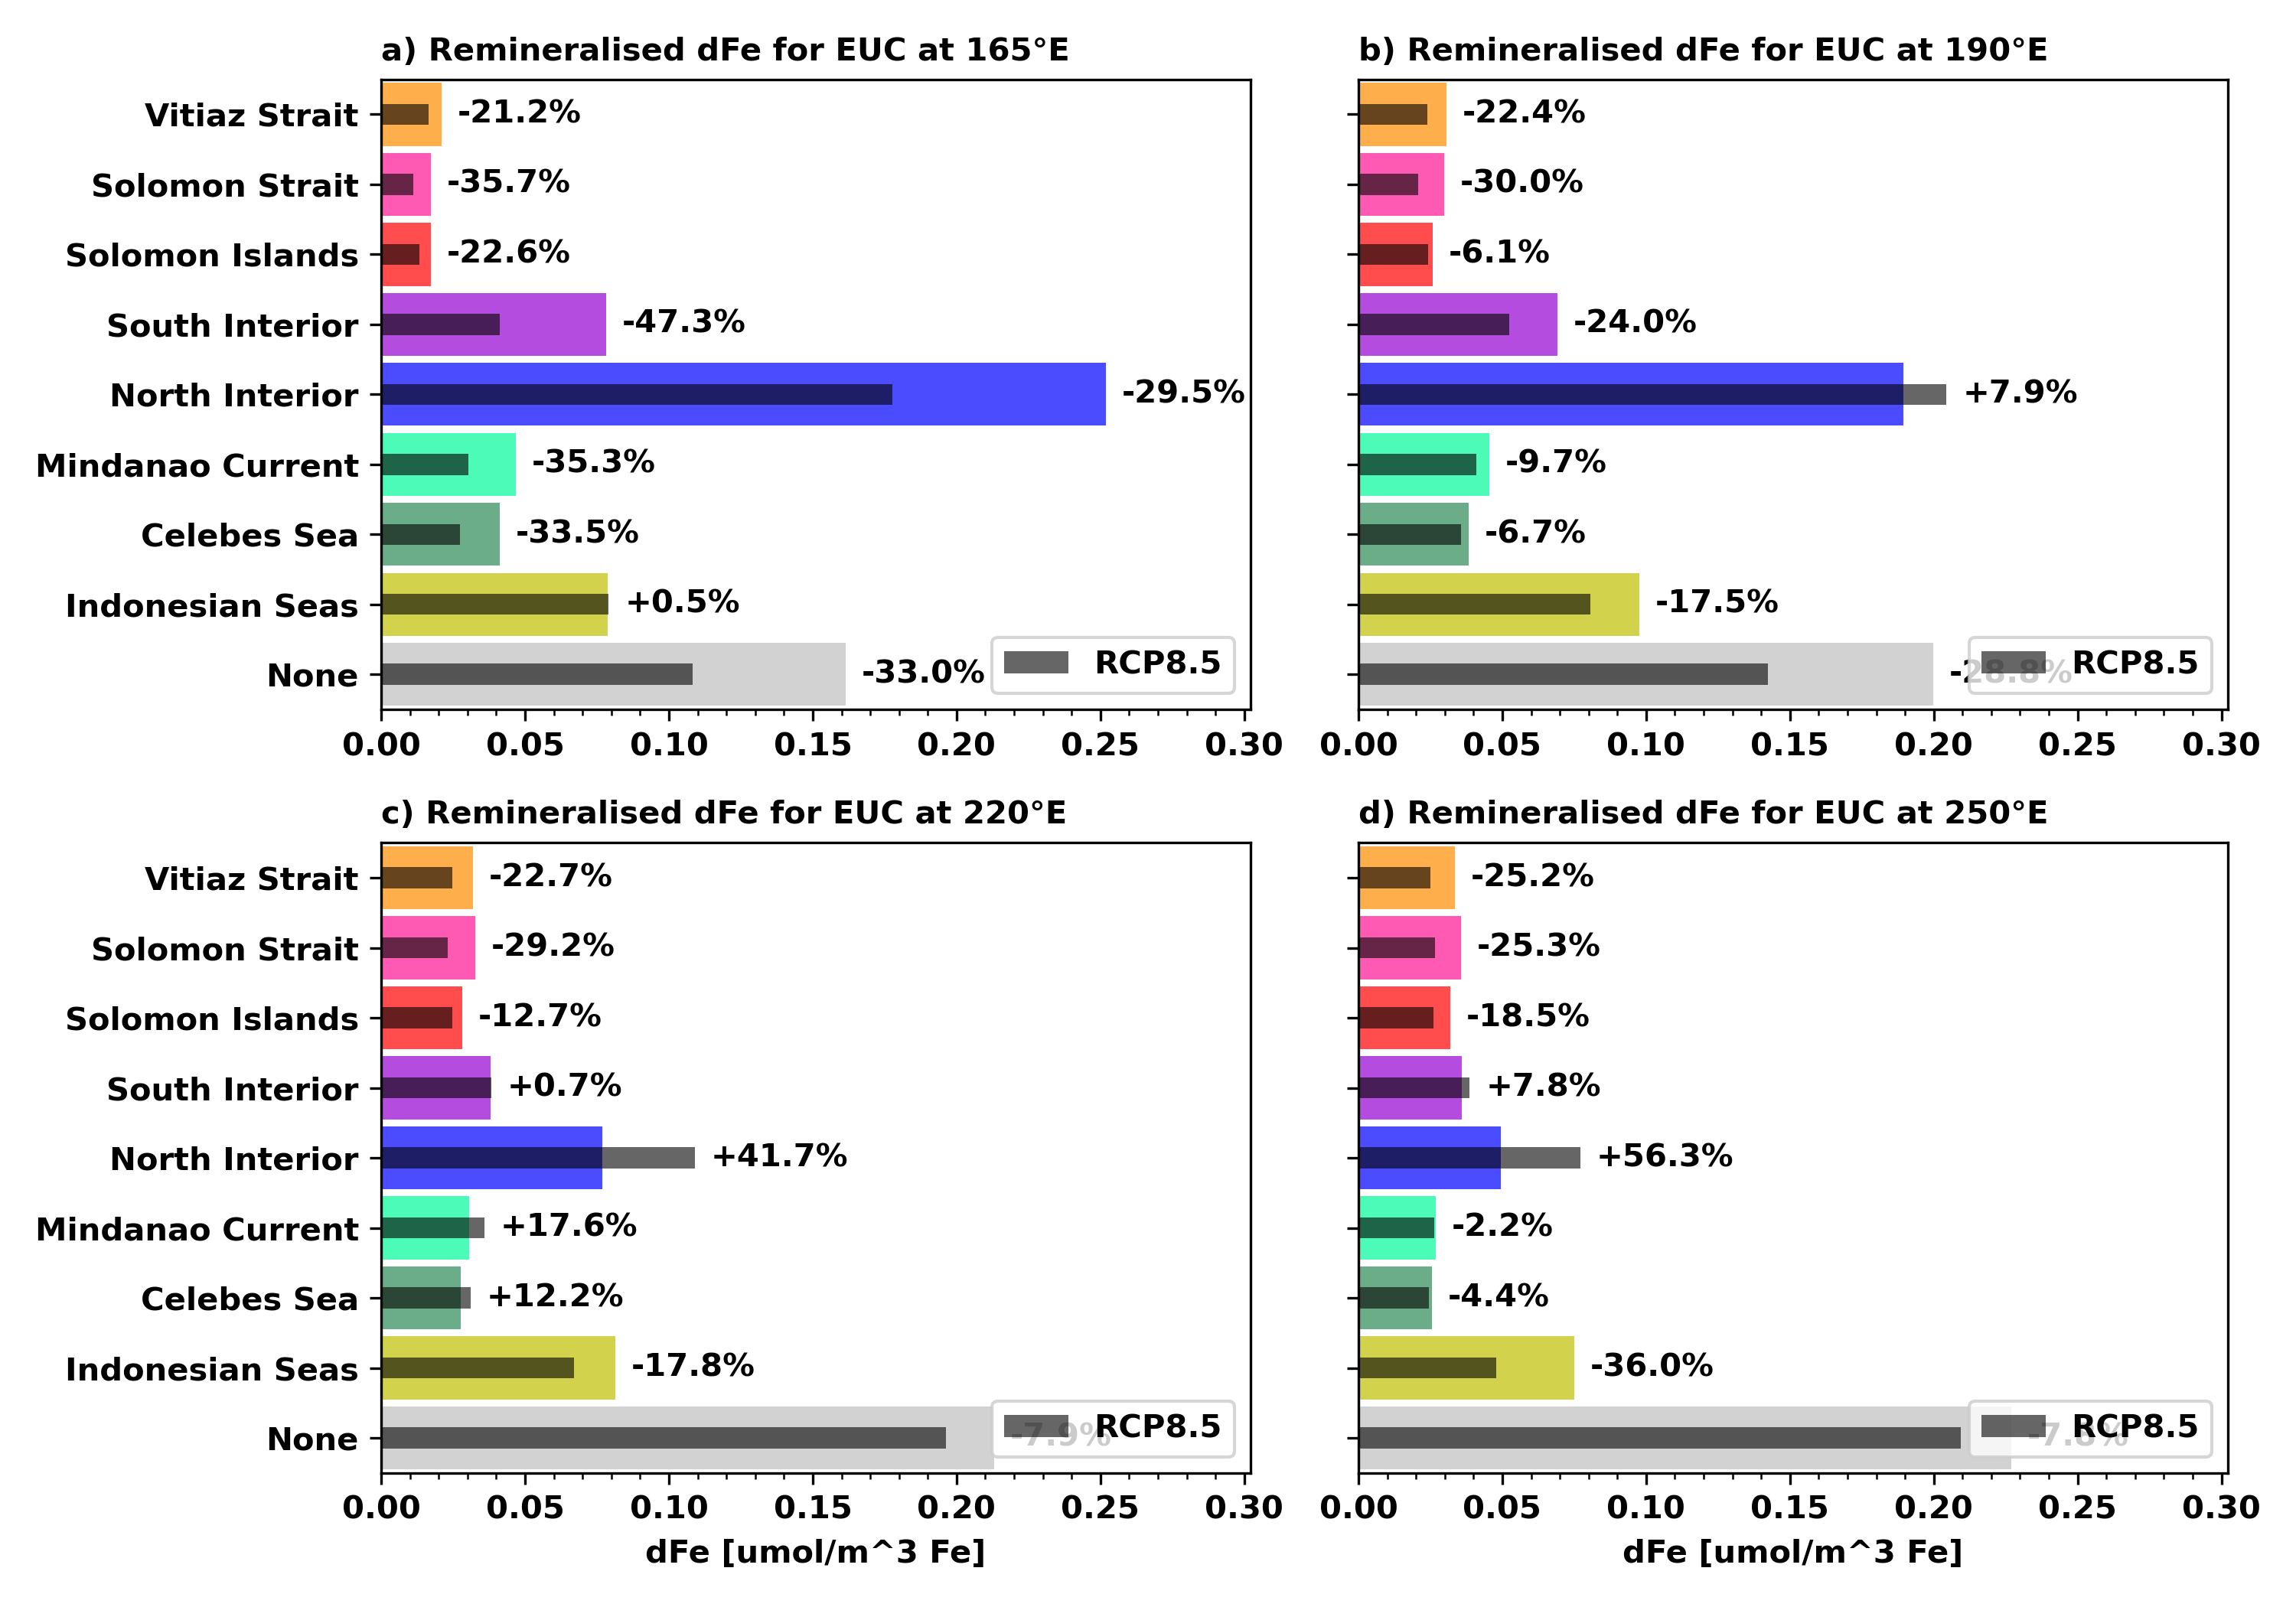 a) Remineralised dFe for EUC at 165°E
Vitiaz Strait
-21.2%
Solomon Strait
-35.7%
Solomon Islands
-22.6%
South Interior
-47.3%
North Interior
-29.5%
Mindanao Current
-35.3%
Celebes Sea
-33.5%
Indonesian Seas
+0.5%
None
-33.0%
RCP8.5
0.00 0.05 0.10 0.15 0.20 0.25 0.30
b) Remineralised dFe for EUC at 190°E
-22.4%
-30.0%
-6.1%
-24.0%
+7.9%
-9.7%
-6.7%
-17.5%
-28.8%
RCP8.5
0.00 0.05 0.10 0.15 0.20 0.25 0.30
c) Remineralised dFe for EUC at 220°E
Vitiaz Strait
-22.7%
Solomon Strait
-29.2%
Solomon Islands
-12.7%
South Interior
+0.7%
North Interior
+41.7%
Mindanao Current
+17.6%
Celebes Sea
+12.2%
Indonesian Seas
-17.8%
None
-7.9%
RCP8.5
0.00 0.05 0.10 0.15 0.20 0.25 0.30
dFe [umol/m^3 Fe]
d) Remineralised dFe for EUC at 250°E
-25.2%
-25.3%
-18.5%
+7.8%
+56.3%
-2.2%
-4.4%
-36.0%
-7.8%
RCP8.5
0.00 0.05 0.10 0.15 0.20 0.25 0.30
dFe [umol/m^3 Fe]